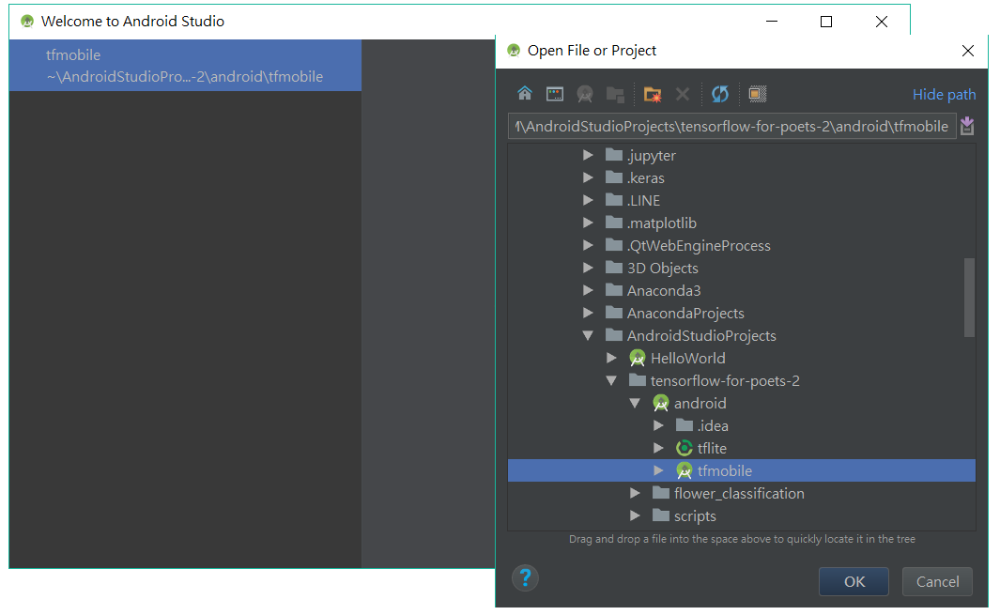 Welcome to Android Studio
tfmobile
~\AndroidStudioPro...-2\android\tfmobile
Open File or Project
Hide path
\AndroidStudioProjects\tensorflow-for-poets-2\android\tfmobile
.jupyter
.keras
.LINE
.matplotlib
.QtWebEngineProcess
3D Objects
Anaconda3
AnacondaProjects
AndroidStudioProjects
HelloWorld
tensorflow-for-poets-2
android
.idea
tflite
tfmobile
flower_classification
scripts
Drag and drop a file into the space above to quickly locate it in the tree
?
OK
Cancel